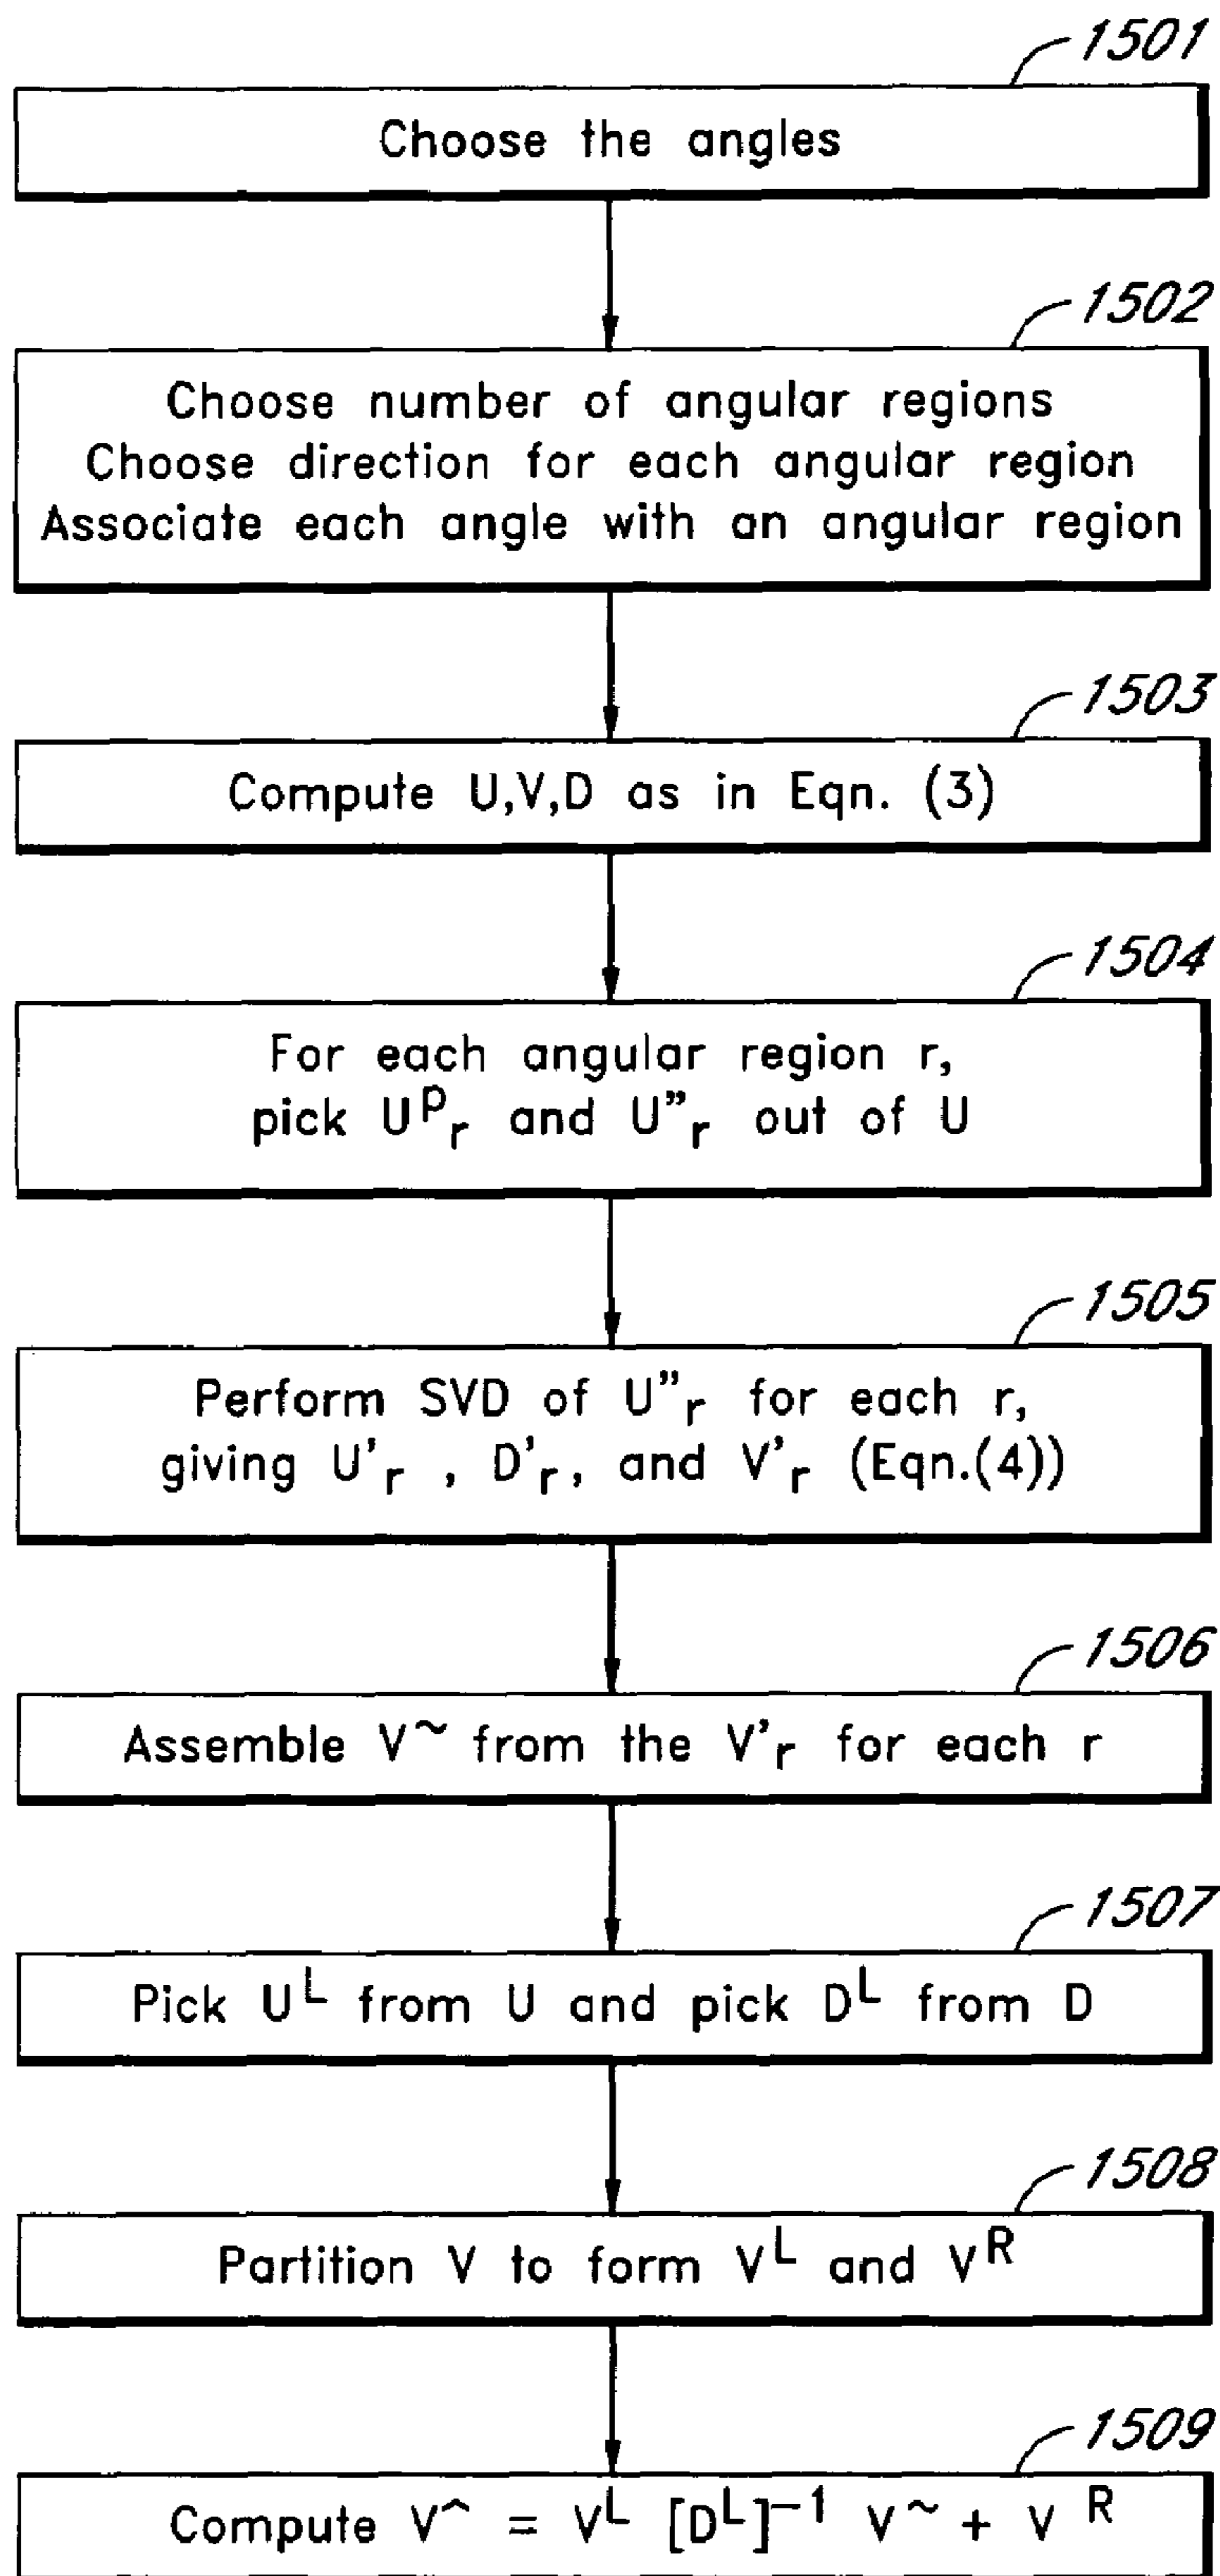 1501
Choose the angles
1502
Choose number of angular regions
Choose direction for each angular region
Associate each angle with an angular region
1503
Compute U,V,D as in Eqn. (3)
1504
For each angular region r,
pick U^p_r and U”_r out of U
1505
Perform SVD of U”_r for each r,
giving U’_r , D’_r, and V’_r (Eqn.(4))
1506
Assemble V~ from the V’_r for each r
1507
Pick U^L from U and pick D^L from D
1508
Partition V to form V^L and V^R
1509
Compute V^ = V^L [D^L]^-1 V~ + V^R